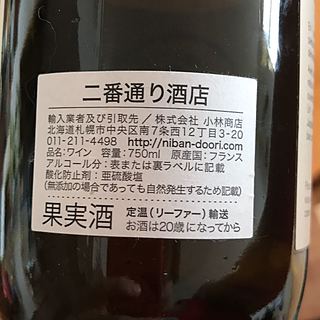 二番通り酒店
輸入業者及び引取先／株式会社 小林商店
北海道札幌市中央区南7条西12丁目3-20
011-211-4498 http://niban-doori.com
品名:ワイン 容量:750ml 原産国:フランス
アルコール分:表または裏ラベルに記載
酸化防止剤:亜硫酸塩
(無添加の場合であっても自然発生するため記載)
果実酒 定温(リーファー)輸送
お酒は20歳になってから